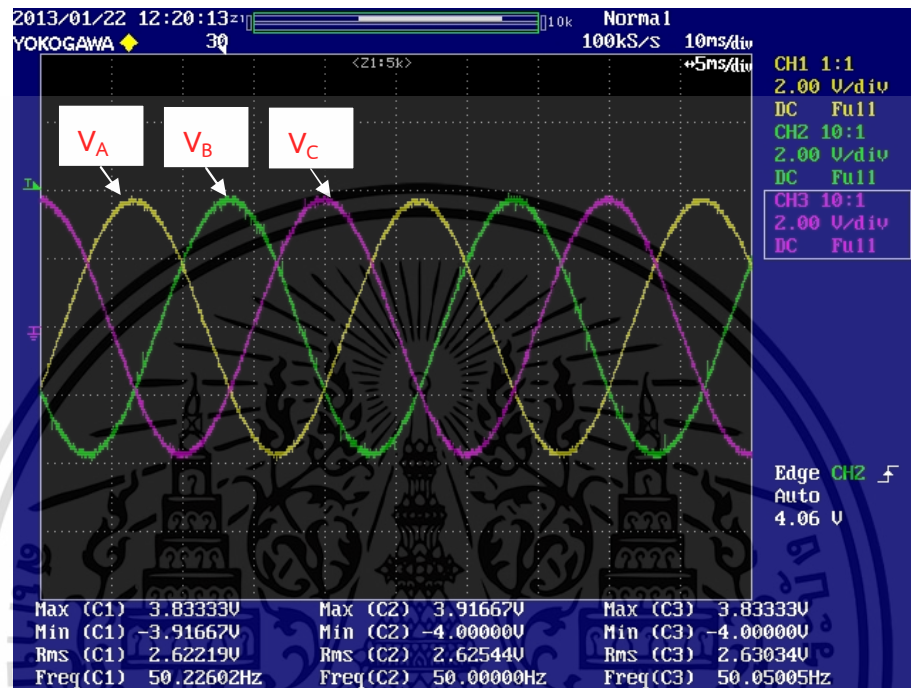 2013/01/22 12:20:13 Z1 10k Normal
YOKOGAWA 30 100kS/s 10ms/div
<Z1:5k> ↔5ms/div
CH1 1:1
2.00 V/div
DC Full
CH2 10:1
2.00 V/div
DC Full
CH3 10:1
2.00 V/div
DC Full
VA VB VC
T
Edge CH2
Auto
4.06 V
Max (C1) 3.83333V Max (C2) 3.91667V Max (C3) 3.83333V
Min (C1) -3.91667V Min (C2) -4.00000V Min (C3) -4.00000V
Rms (C1) 2.62219V Rms (C2) 2.62544V Rms (C3) 2.63034V
Freq(C1) 50.22602Hz Freq(C2) 50.00000Hz Freq(C3) 50.05005Hz